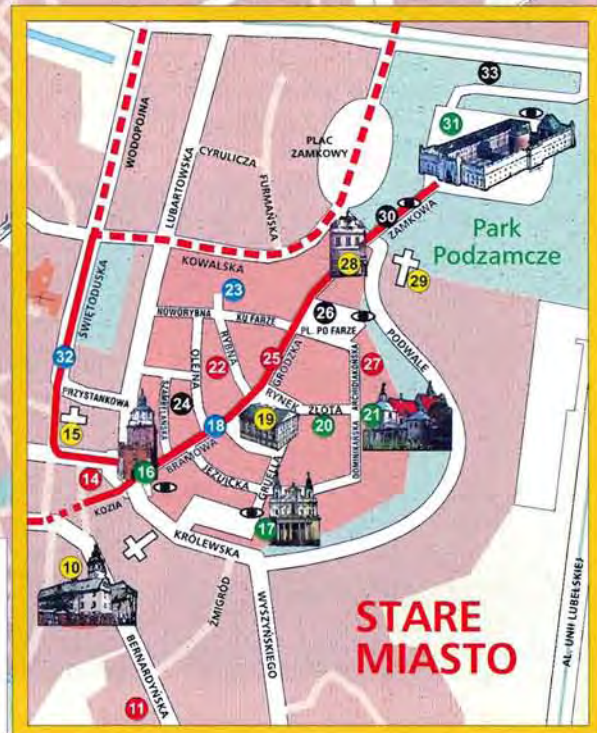 33
31
WODOPOJNA
LUBARTOWSKA
CYRULICZA
FURMAŃSKA
PLAC
ZAMKOWY
30
ZAMKOWA
Park
Podzamcze
28
29
KOWALSKA
23
ŚWIĘTODUSKA
NOWORYBNA
KU FARZE
26
PL. PO FARZE
PODWALE
32
OLEJNA
RYBNA
22
25
GRODZKA
27
ARCHIDIAKOŃSKA
PRZYSTANKOWA
24
RYNEK
ZŁOTA
21
15
18
19
20
16
BRAMOWA
DOMINIKAŃSKA
14
JEZUICKA
GRUELLA
KOZIA
17
KRÓLEWSKA
10
ŻMIGRÓD
WYSZYŃSKIEGO
BERNARDYŃSKA
11
STARE
MIASTO
AL. UNII LUBELSKIEJ